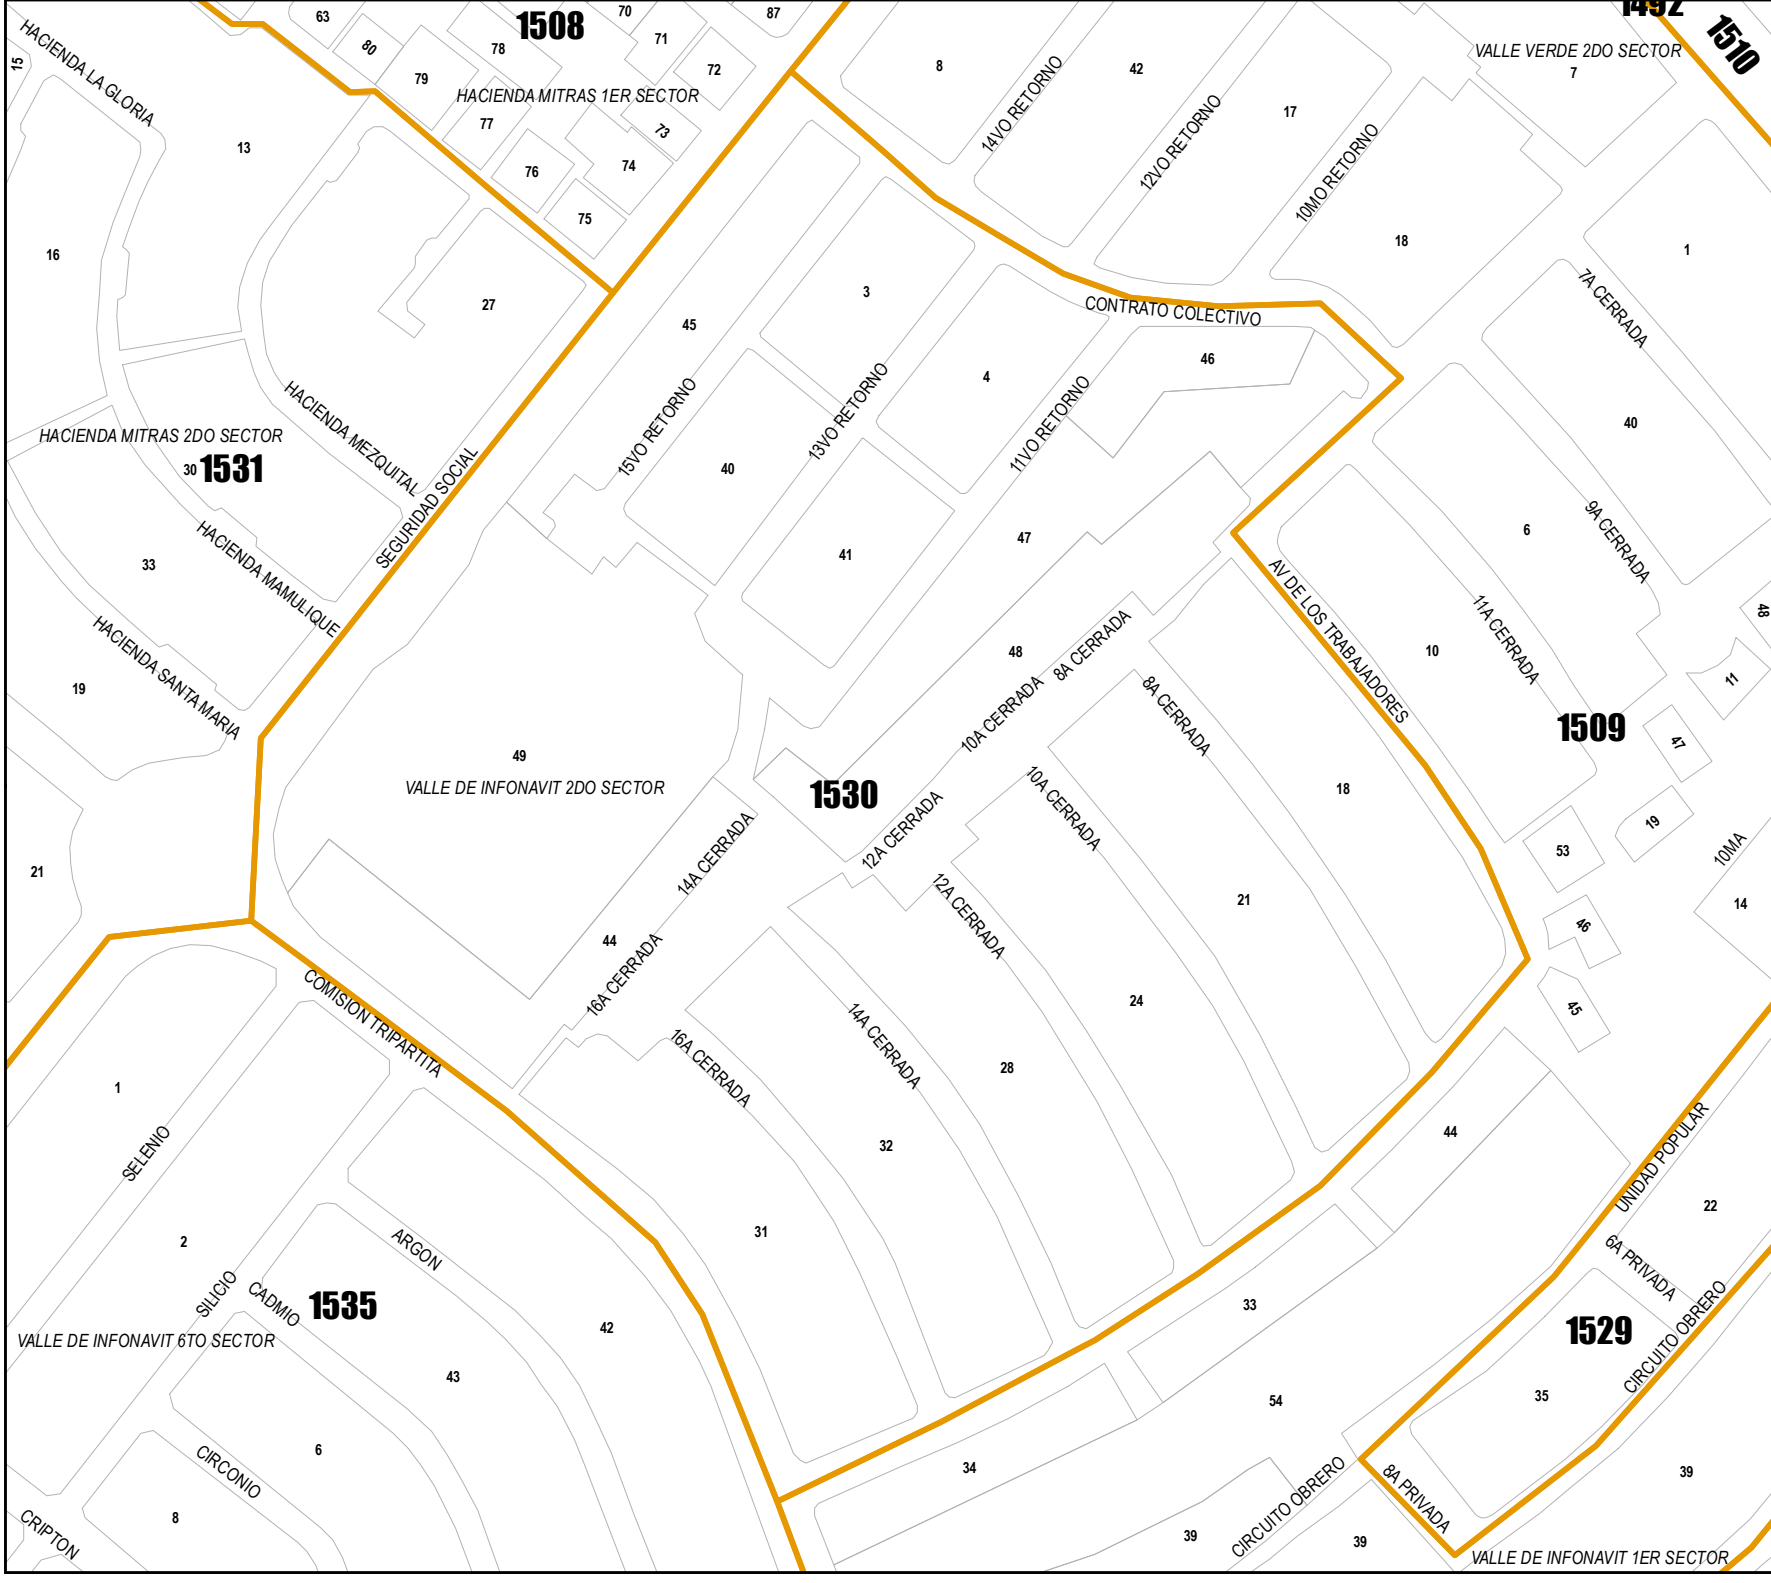 63
1508
70
87
1492
1510
HACIENDA LA GLORIA
15
80
78
71
VALLE VERDE 2DO SECTOR
7
79
72
8
42
HACIENDA MITRAS 1ER SECTOR
77
73
14VO RETORNO
17
13
76
74
12VO RETORNO
10MO RETORNO
75
16
18
1
27
3
45
CONTRATO COLECTIVO
7A CERRADA
46
4
HACIENDA MEZQUITAL
15VO RETORNO
13VO RETORNO
11VO RETORNO
40
HACIENDA MITRAS 2DO SECTOR
30
1531
40
SEGURIDAD SOCIAL
47
6
9A CERRADA
HACIENDA MAMULIQUE
33
41
AV DE LOS TRABAJADORES
11A CERRADA
48
HACIENDA SANTA MARIA
48
8A CERRADA
10
19
8A CERRADA
11
10A CERRADA
1509
47
49
VALLE DE INFONAVIT 2DO SECTOR
1530
10A CERRADA
18
12A CERRADA
19
53
10MA
21
14A CERRADA
12A CERRADA
21
14
46
44
16A CERRADA
COMISION TRIPARTITA
14A CERRADA
24
45
16A CERRADA
28
1
SELENIO
32
44
UNIDAD POPULAR
22
31
2
ARGON
6A PRIVADA
SILICIO
CADMIO
1535
33
CIRCUITO OBRERO
1529
VALLE DE INFONAVIT 6TO SECTOR
42
43
54
35
6
34
CIRCONIO
39
8A PRIVADA
CIRCUITO OBRERO
8
CRIPTON
39
39
VALLE DE INFONAVIT 1ER SECTOR